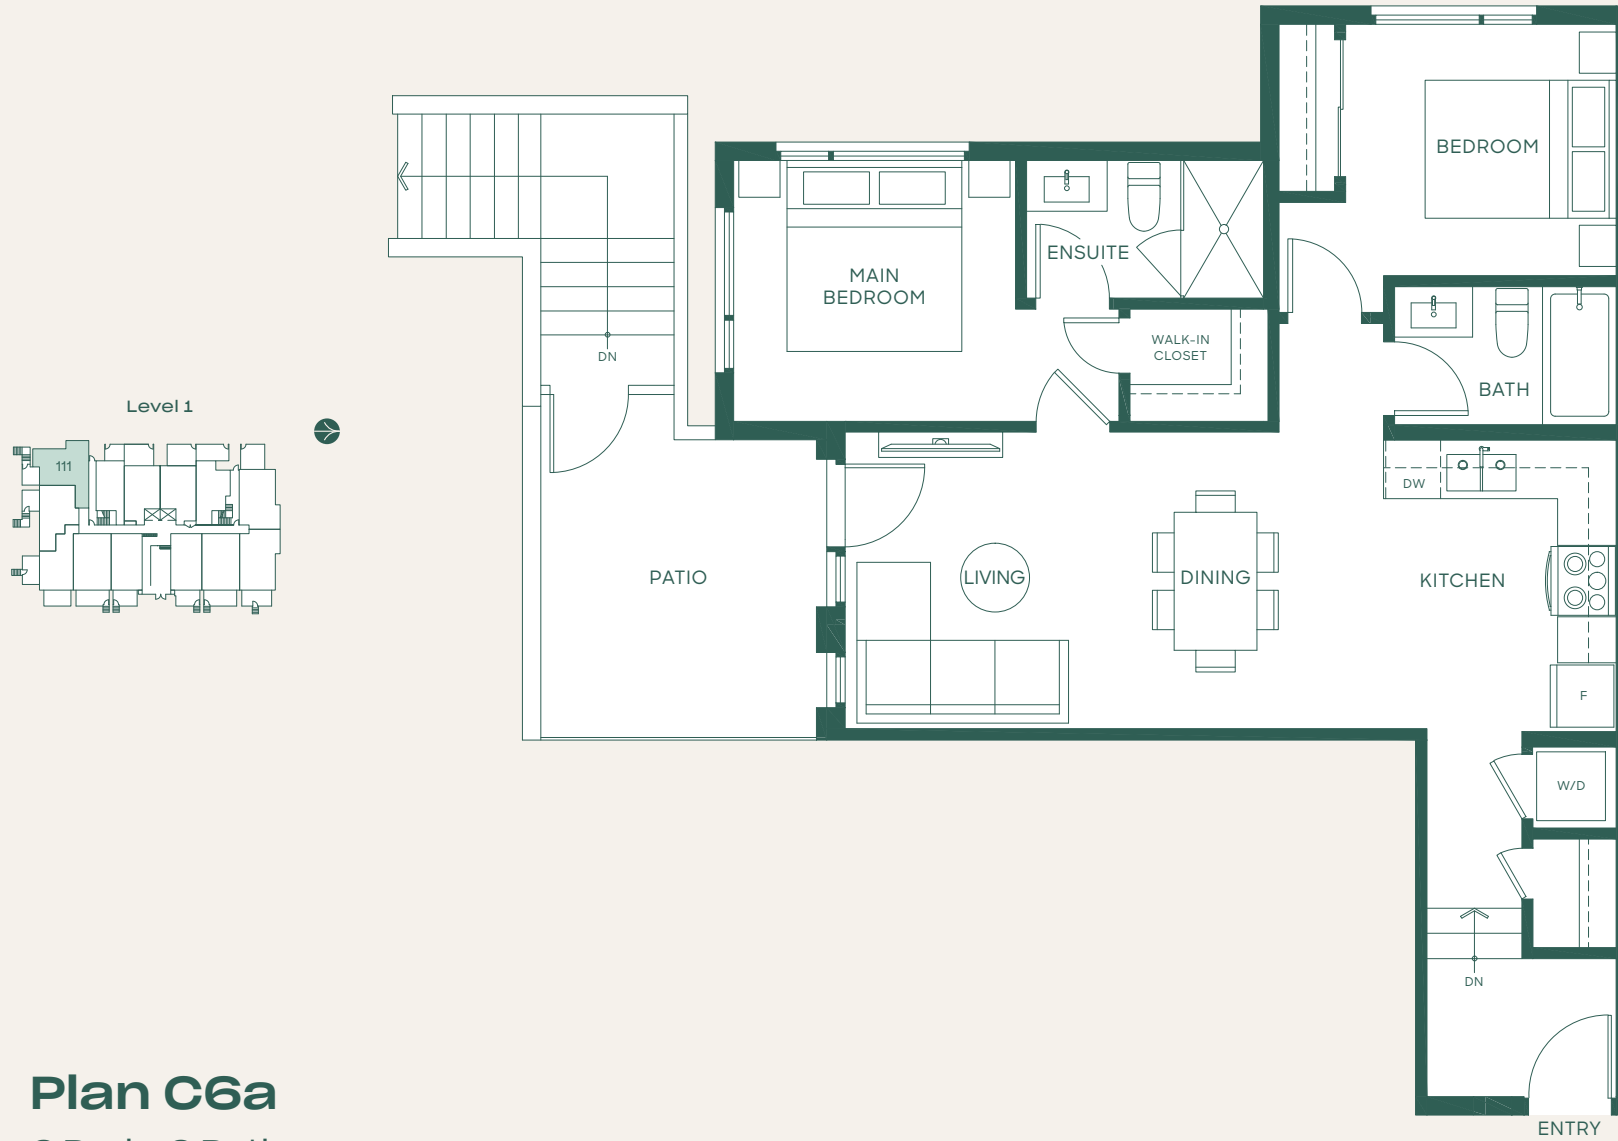 BEDROOM
MAIN
BEDROOM
ENSUITE
WALK-IN
CLOSET
DN
BATH
Level 1
111
DW
PATIO
LIVING
DINING
KITCHEN
F
W/D
DN
Plan C6a
ENTRY